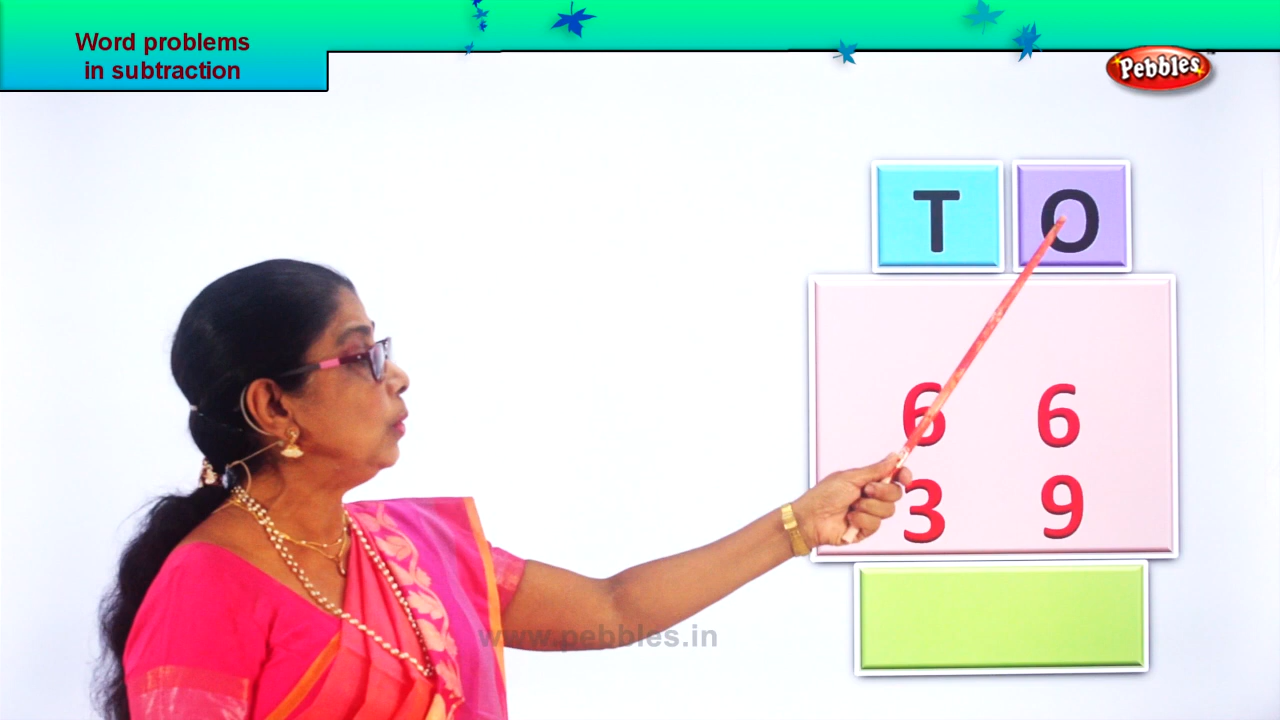 Word problems
in subtraction
Pebbles
T O
6 6
3 9
www.pebbles.in